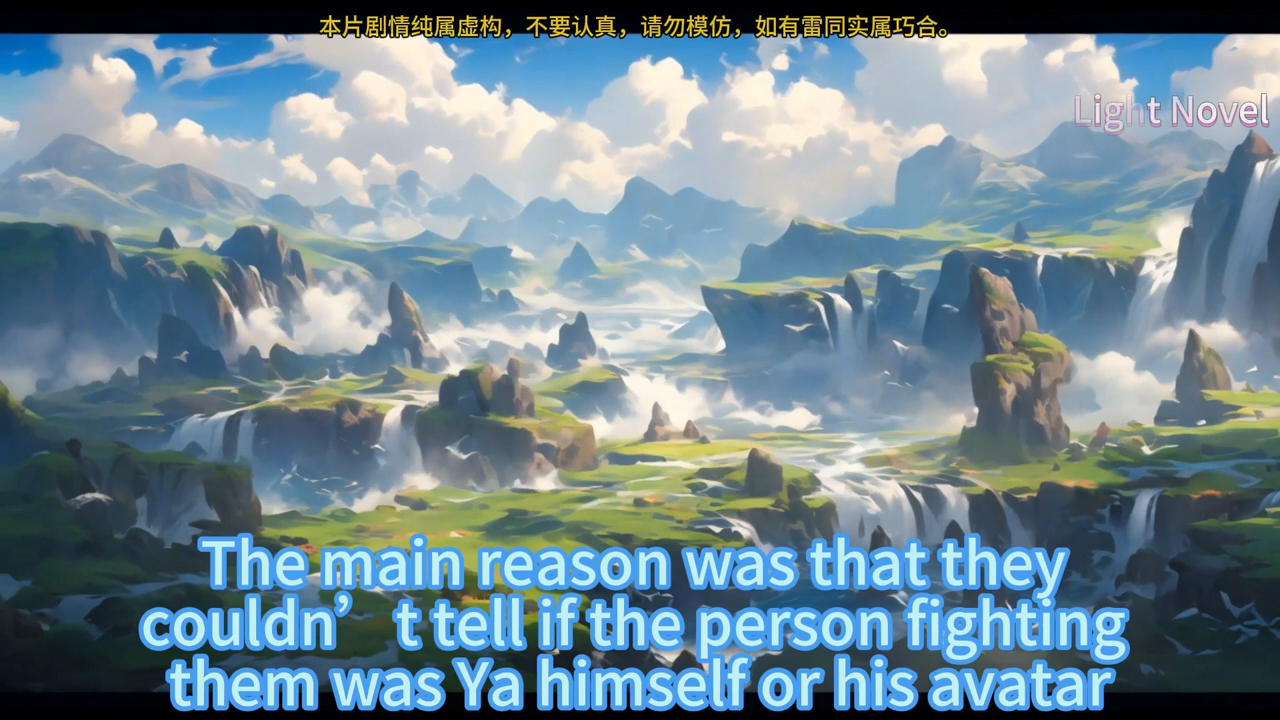 本片剧情纯属虚构，不要认真，请勿模仿，如有雷同实属巧合。
Light Novel
The main reason was that they
couldn’t tell if the person fighting
them was Ya himself or his avatar